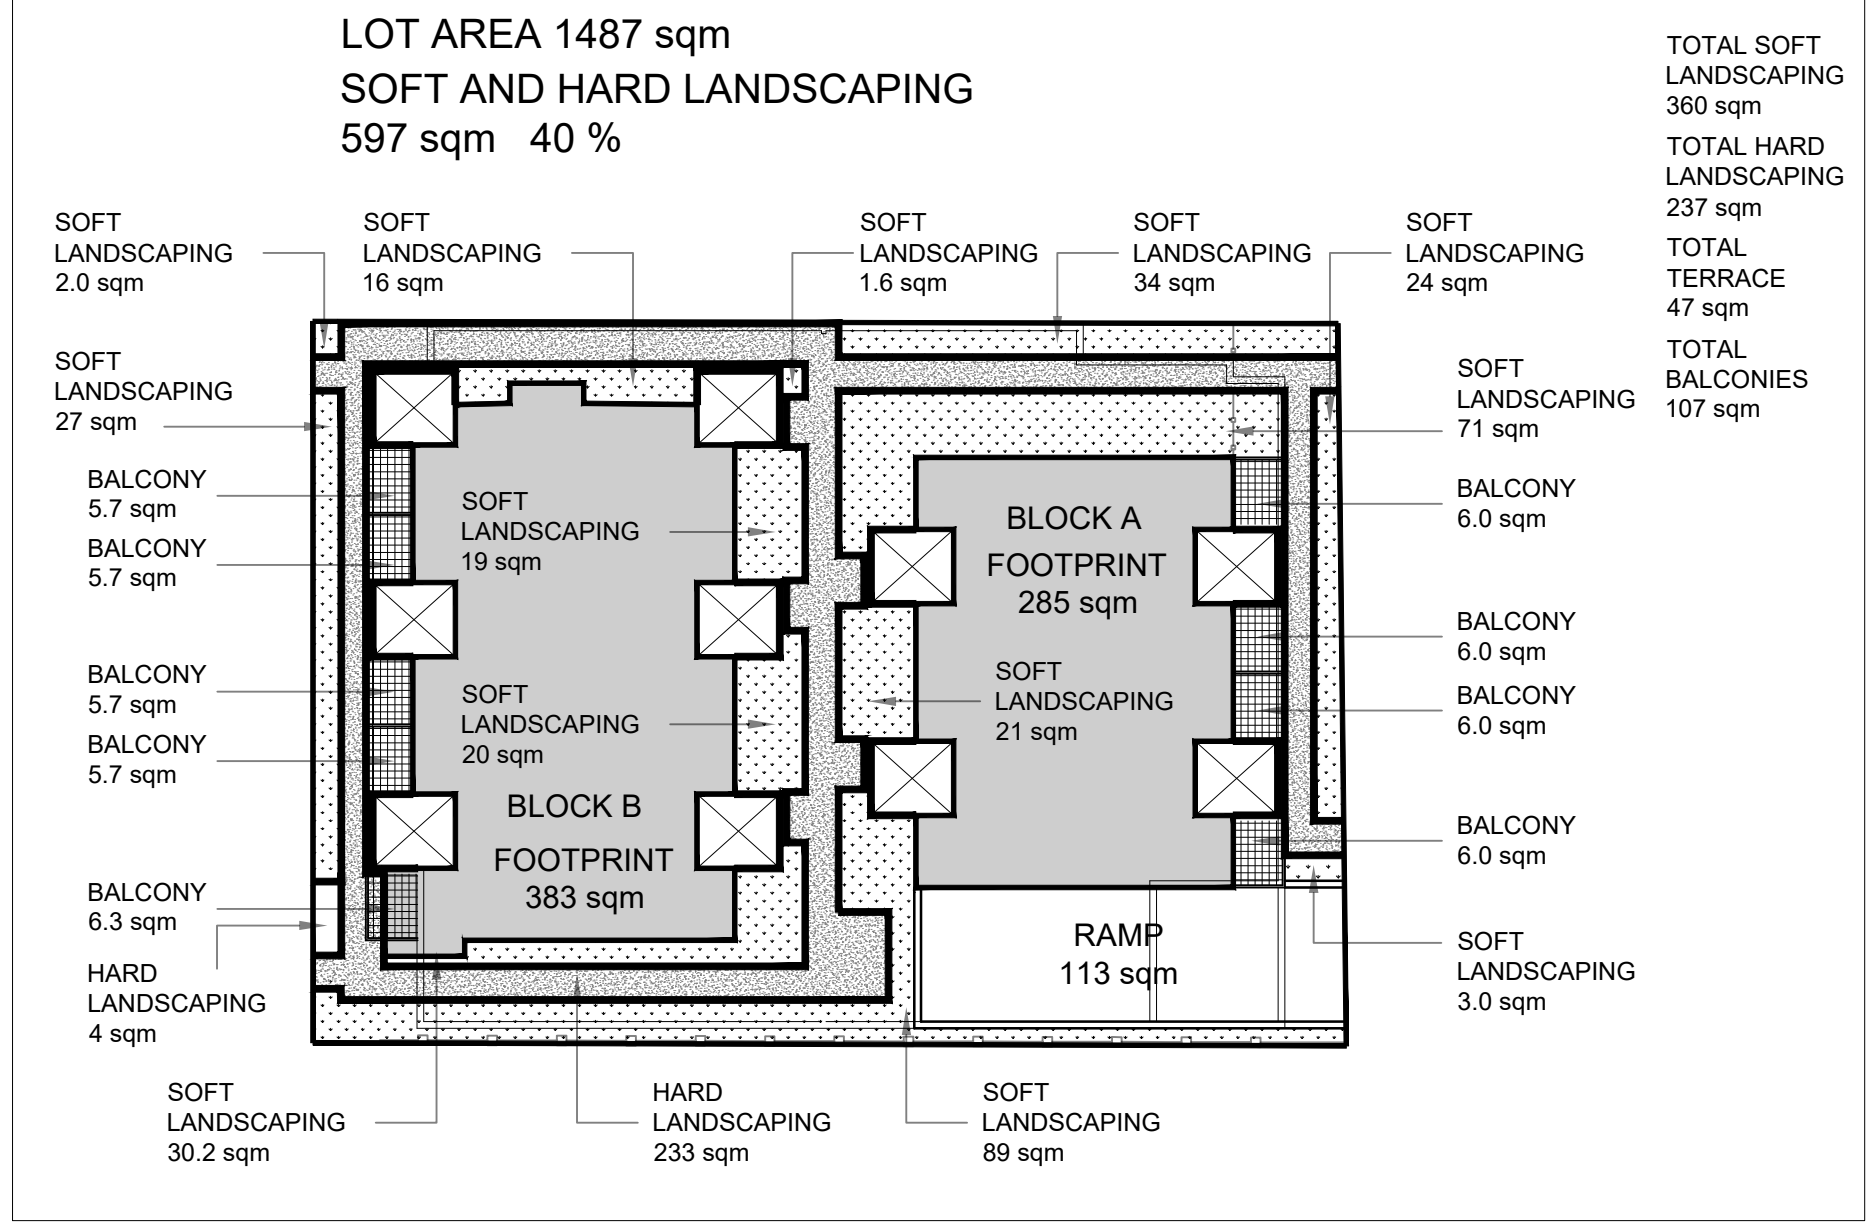 LOT AREA 1487 sqm
SOFT AND HARD LANDSCAPING
597 sqm 40 %
TOTAL SOFT
LANDSCAPING
360 sqm
TOTAL HARD
LANDSCAPING
237 sqm
TOTAL
TERRACE
47 sqm
TOTAL
BALCONIES
107 sqm
SOFT
LANDSCAPING
2.0 sqm
SOFT
LANDSCAPING
16 sqm
SOFT
LANDSCAPING
1.6 sqm
SOFT
LANDSCAPING
34 sqm
SOFT
LANDSCAPING
24 sqm
SOFT
LANDSCAPING
27 sqm
BALCONY
5.7 sqm
BALCONY
5.7 sqm
BALCONY
5.7 sqm
BALCONY
5.7 sqm
BALCONY
6.3 sqm
HARD
LANDSCAPING
4 sqm
SOFT
LANDSCAPING
19 sqm
SOFT
LANDSCAPING
20 sqm
BLOCK B
FOOTPRINT
383 sqm
BLOCK A
FOOTPRINT
285 sqm
SOFT
LANDSCAPING
21 sqm
RAMP
113 sqm
SOFT
LANDSCAPING
71 sqm
BALCONY
6.0 sqm
BALCONY
6.0 sqm
BALCONY
6.0 sqm
BALCONY
6.0 sqm
SOFT
LANDSCAPING
3.0 sqm
SOFT
LANDSCAPING
30.2 sqm
HARD
LANDSCAPING
233 sqm
SOFT
LANDSCAPING
89 sqm